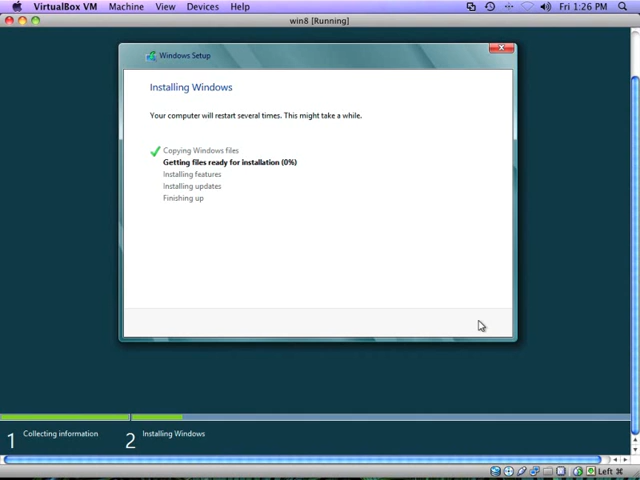 VirtualBox VM Machine View Devices Help Fri 1:26 PM
win8 [Running]
Windows Setup
Installing Windows
Your computer will restart several times. This might take a while.
Copying Windows files
Getting files ready for installation (0%)
Installing features
Installing updates
Finishing up
1 Collecting information 2 Installing Windows
Left ⌘